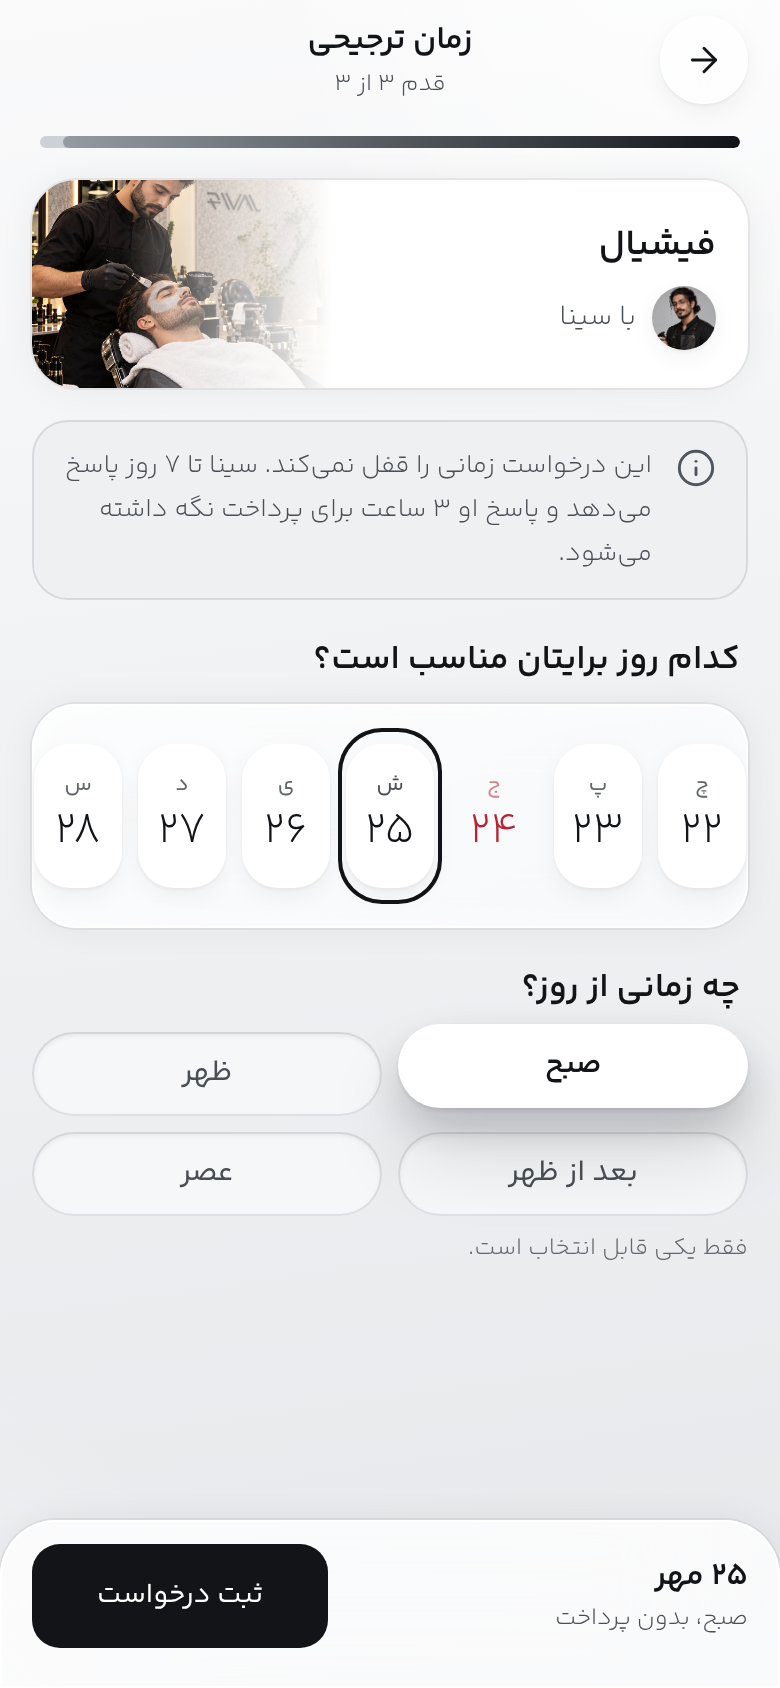 زمان ترجیحی
قدم ۳ از ۳
فیشیال
با سینا
این درخواست زمانی را قفل نمی‌کند. سینا تا ۷ روز پاسخ
می‌دهد و پاسخ او ۳ ساعت برای پرداخت نگه داشته
می‌شود.
کدام روز برایتان مناسب است؟
چ پ ج ش ی د س
۲۲ ۲۳ ۲۴ ۲۵ ۲۶ ۲۷ ۲۸
چه زمانی از روز؟
صبح ظهر
بعد از ظهر عصر
فقط یکی قابل انتخاب است.
۲۵ مهر
صبح، بدون پرداخت
ثبت درخواست